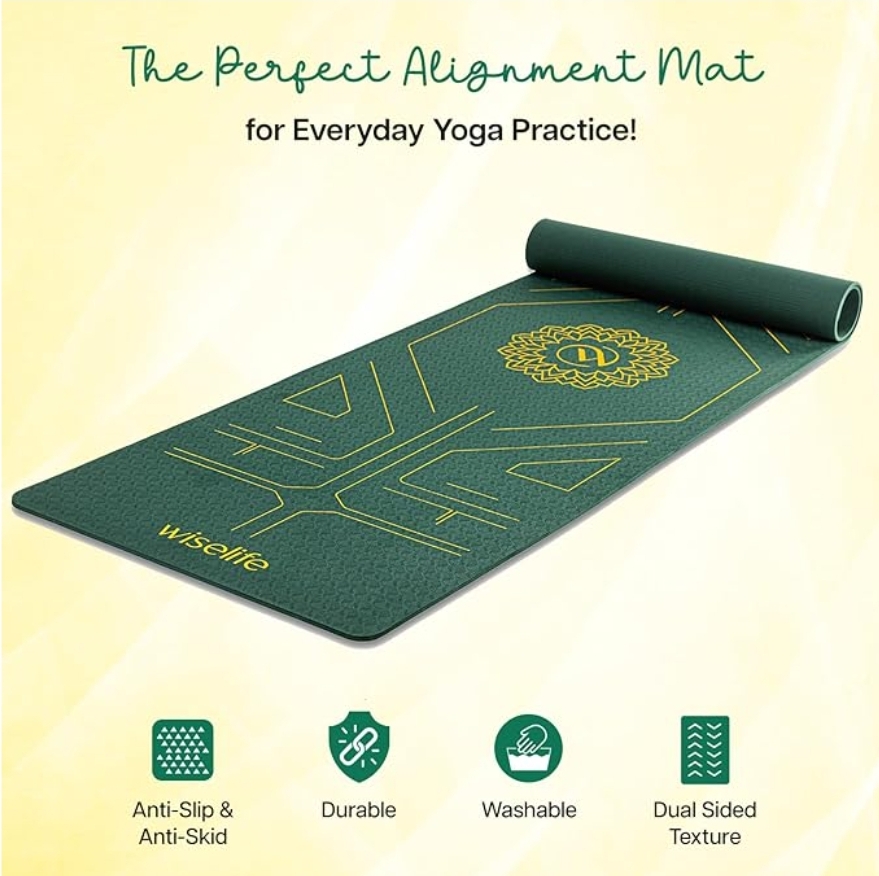 The Perfect Alignment Mat
for Everyday Yoga Practice!
wiselife
Anti-Slip &
Anti-Skid
Durable
Washable
Dual Sided
Texture